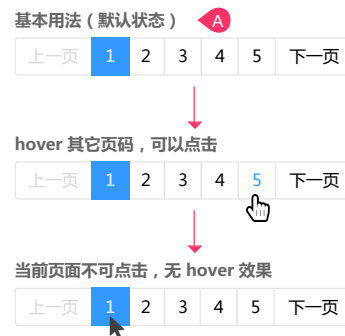 基本用法（默认状态） A
上一页 1 2 3 4 5 下一页
hover 其它页码，可以点击
上一页 1 2 3 4 5 下一页
当前页面不可点击，无 hover 效果
上一页 1 2 3 4 5 下一页